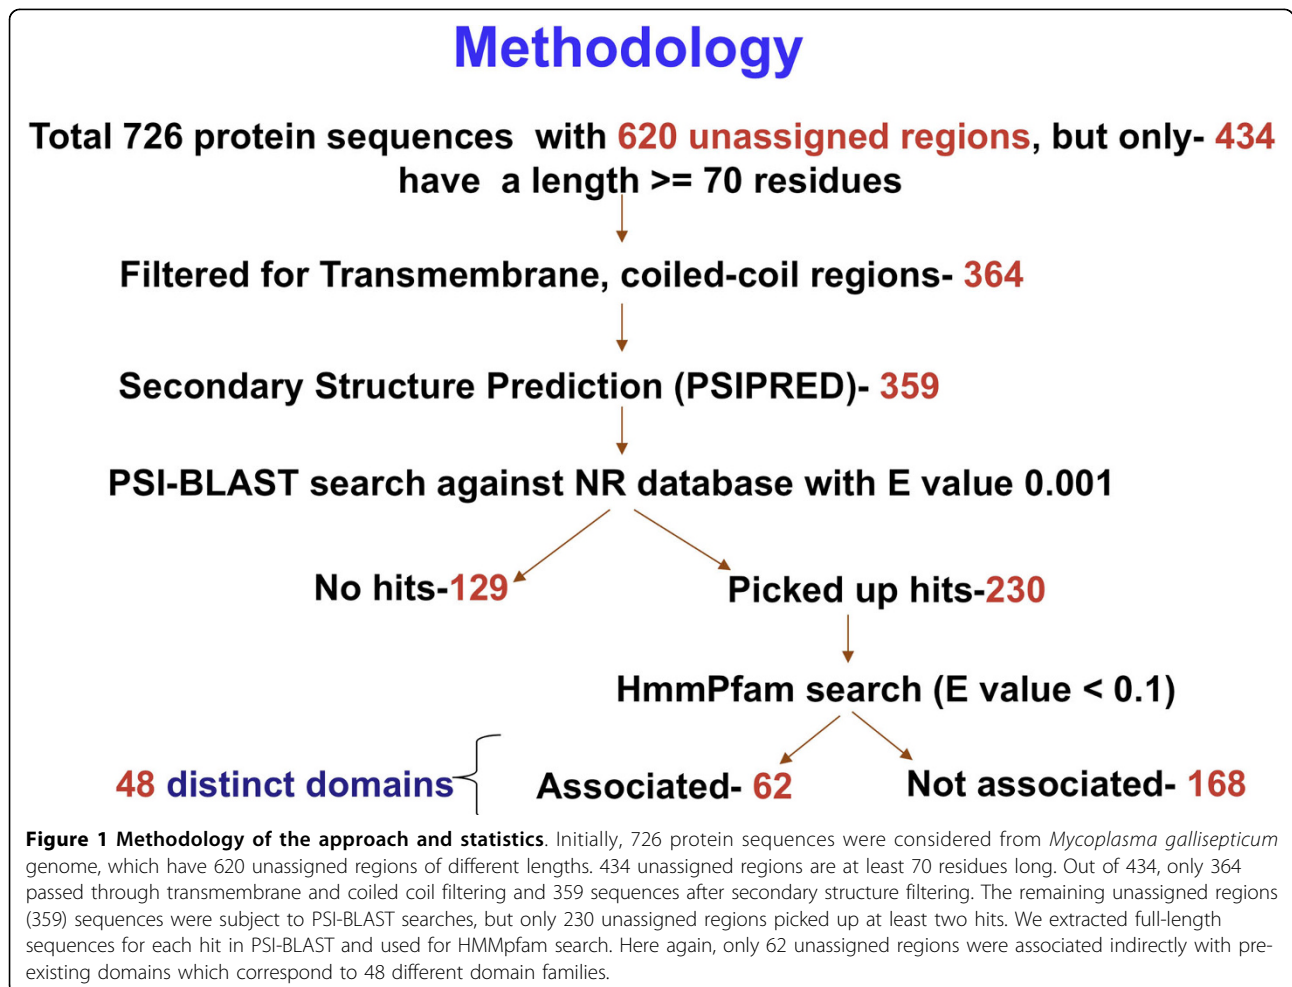 Methodology
Total 726 protein sequences with 620 unassigned regions, but only- 434
have a length >= 70 residues
Filtered for Transmembrane, coiled-coil regions- 364
Secondary Structure Prediction (PSIPRED)- 359
PSI-BLAST search against NR database with E value 0.001
No hits-129
Picked up hits-230
HmmPfam search (E value < 0.1)
48 distinct domains
Associated- 62
Not associated- 168
Figure 1 Methodology of the approach and statistics. Initially, 726 protein sequences were considered from Mycoplasma gallisepticum
genome, which have 620 unassigned regions of different lengths. 434 unassigned regions are at least 70 residues long. Out of 434, only 364
passed through transmembrane and coiled coil filtering and 359 sequences after secondary structure filtering. The remaining unassigned regions
(359) sequences were subject to PSI-BLAST searches, but only 230 unassigned regions picked up at least two hits. We extracted full-length
sequences for each hit in PSI-BLAST and used for HMMpfam search. Here again, only 62 unassigned regions were associated indirectly with pre-
existing domains which correspond to 48 different domain families.